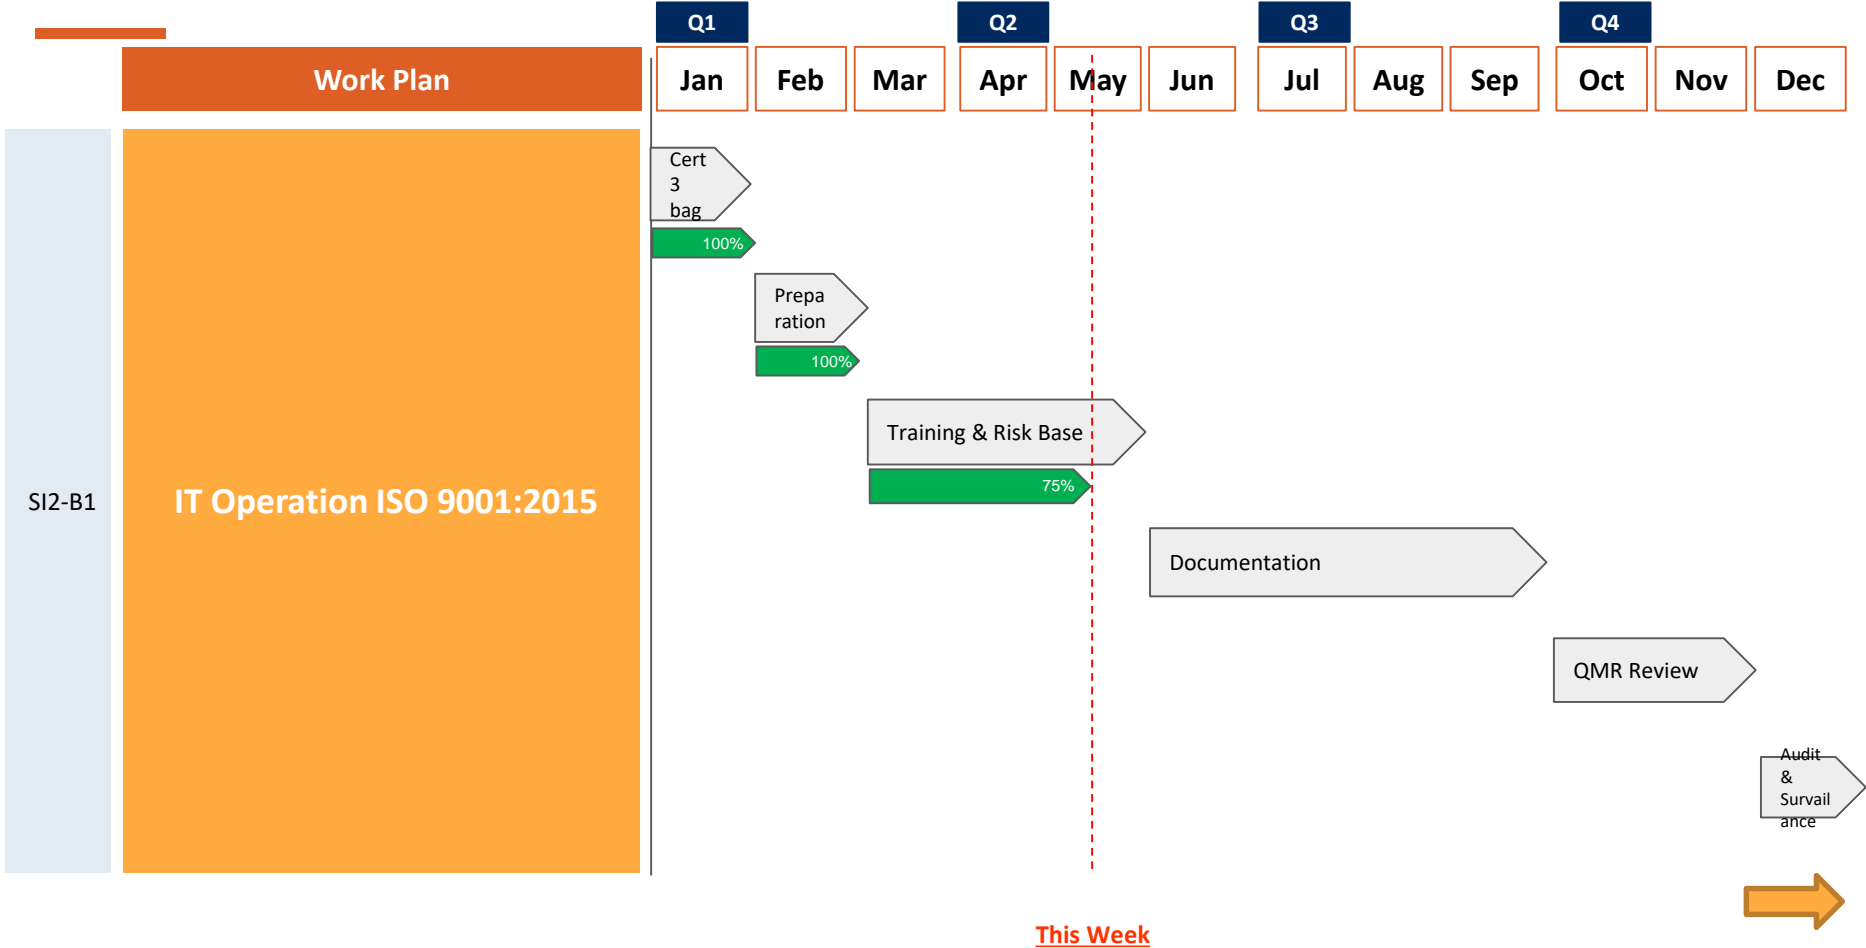 Q1 Q2 Q3 Q4
Work Plan Jan Feb Mar Apr May Jun Jul Aug Sep Oct Nov Dec
Cert
3
bag
100%
Prepa
ration
100%
Training & Risk Base
75%
SI2-B1
IT Operation ISO 9001:2015
Documentation
QMR Review
Audit
&
Survail
ance
This Week